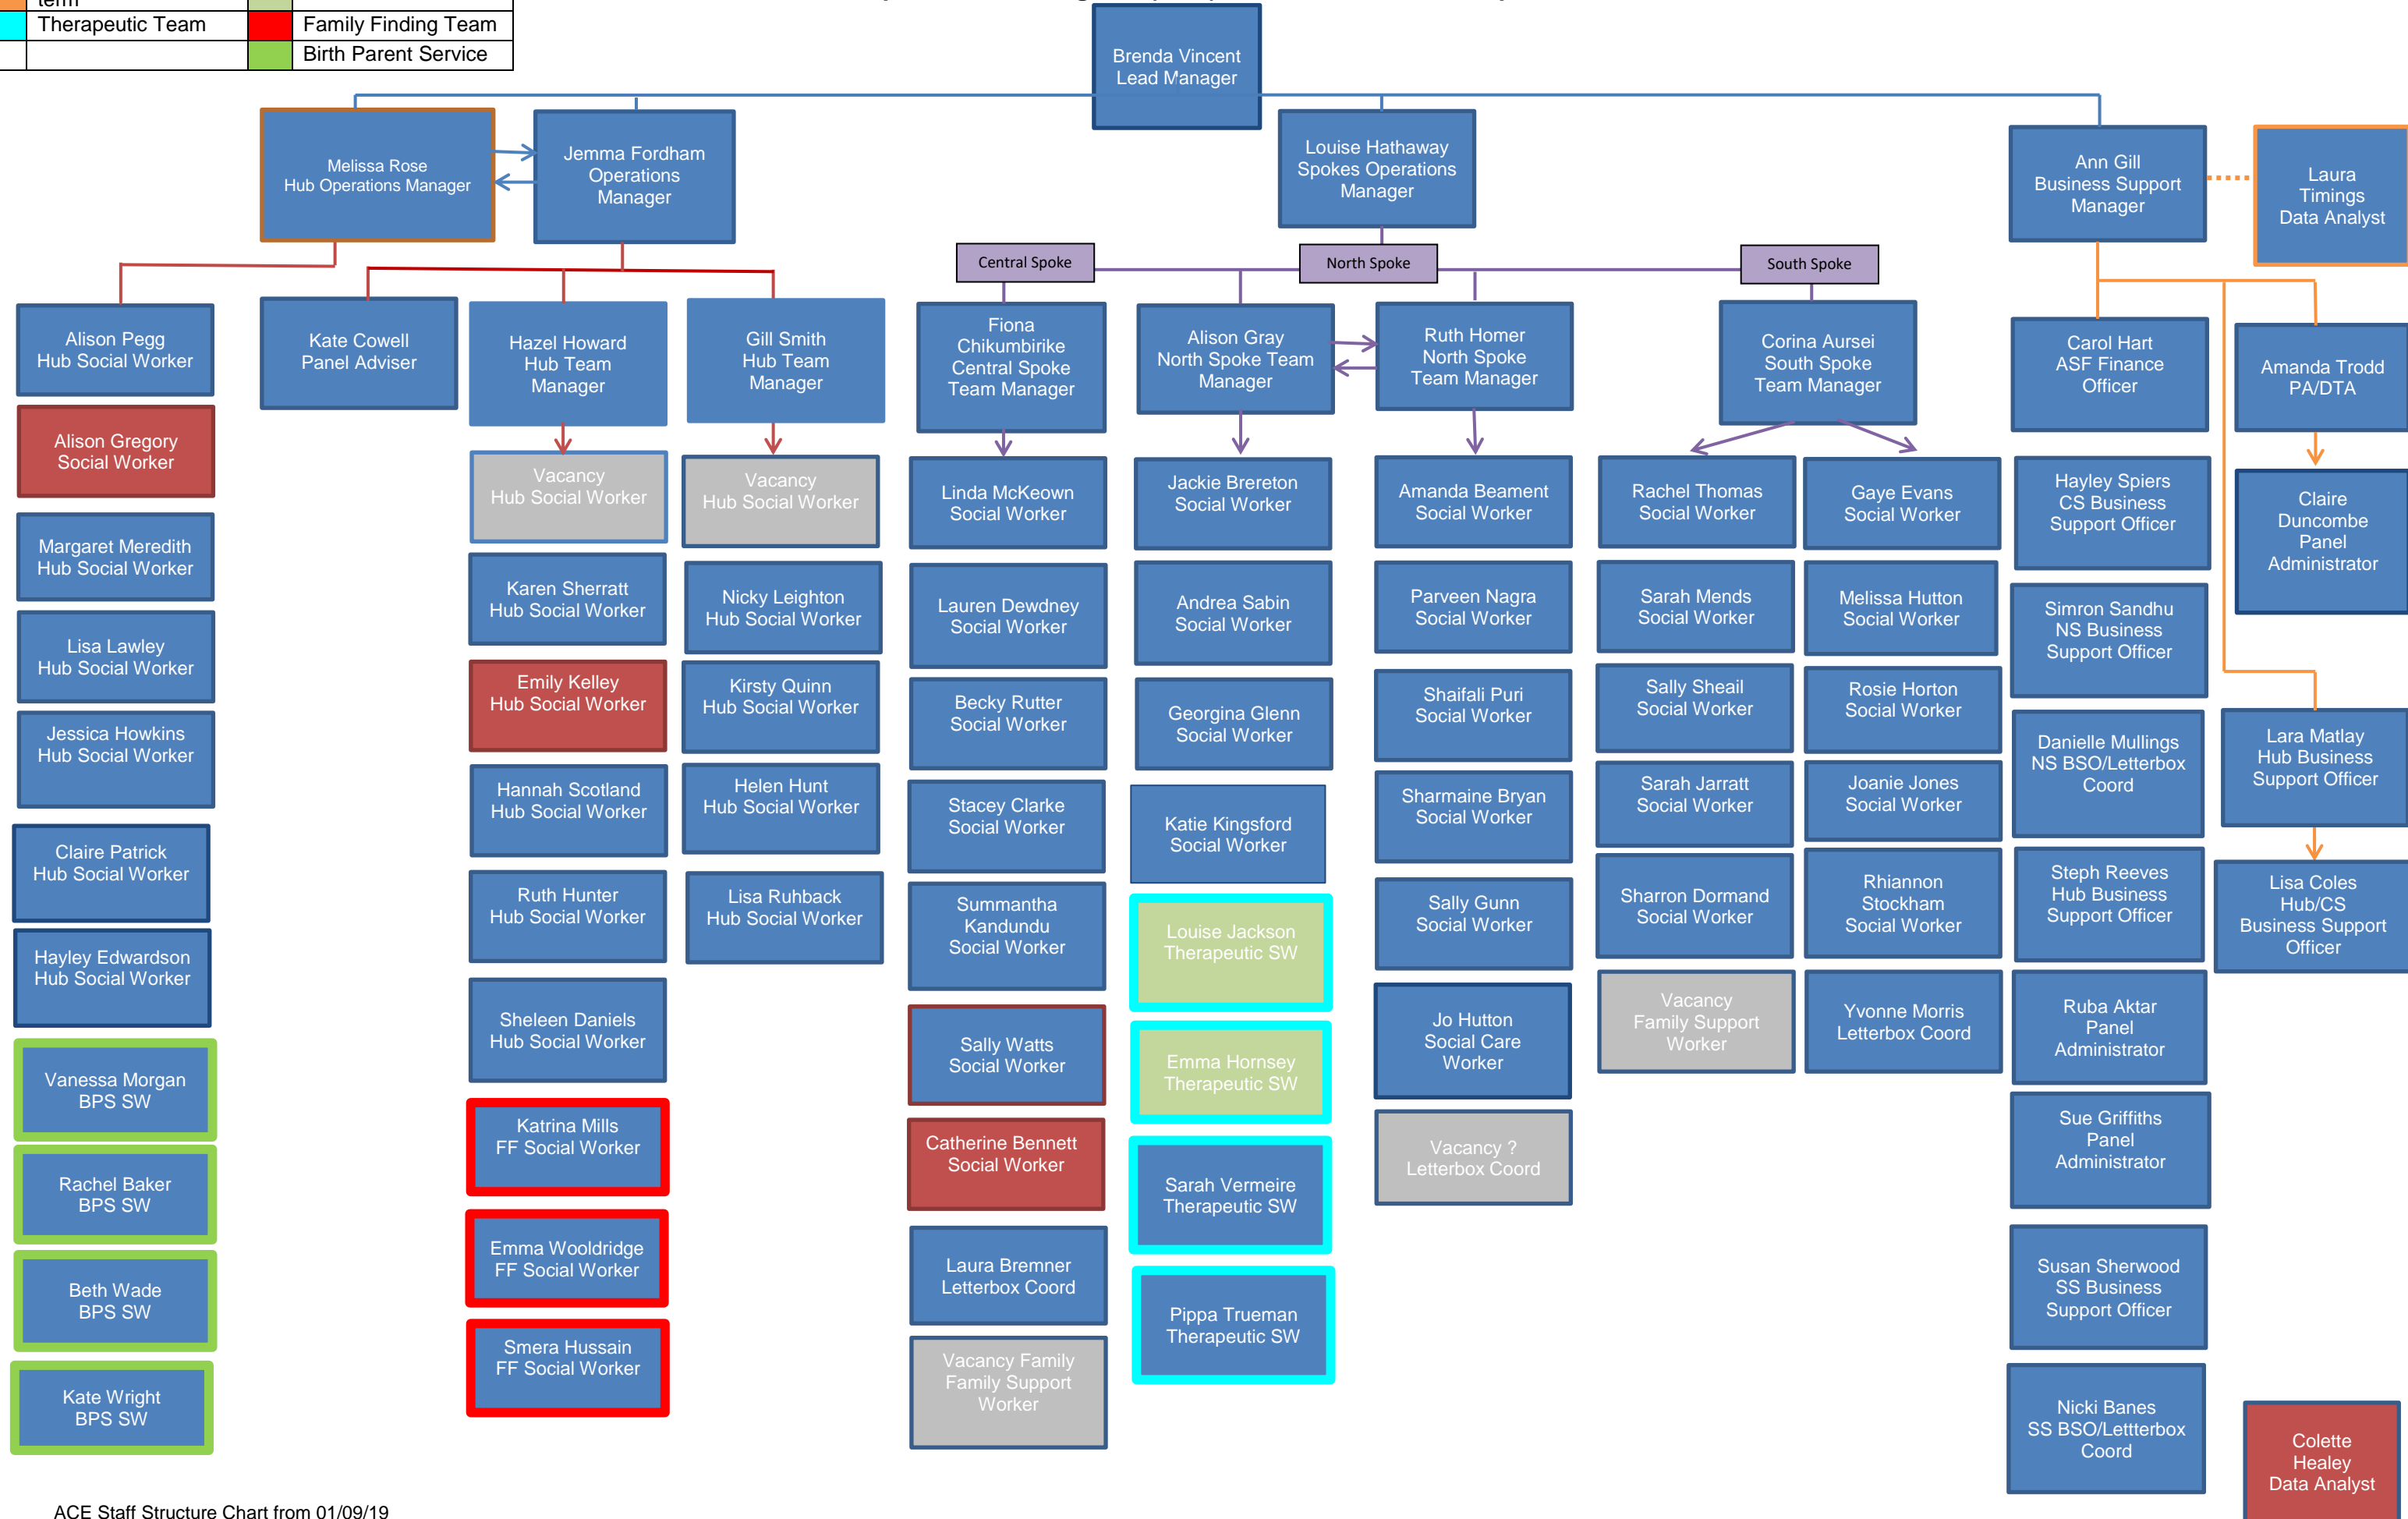 term
Therapeutic Team
Family Finding Team
Birth Parent Service
Brenda Vincent
Lead Manager
Melissa Rose
Hub Operations Manager
Jemma Fordham
Operations
Manager
Louise Hathaway
Spokes Operations
Manager
Ann Gill
Business Support
Manager
Laura
Timings
Data Analyst
Central Spoke
North Spoke
South Spoke
Alison Pegg
Hub Social Worker
Kate Cowell
Panel Adviser
Hazel Howard
Hub Team
Manager
Gill Smith
Hub Team
Manager
Fiona
Chikumbirike
Central Spoke
Team Manager
Alison Gray
North Spoke Team
Manager
Ruth Homer
North Spoke
Team Manager
Corina Aursei
South Spoke
Team Manager
Carol Hart
ASF Finance
Officer
Amanda Trodd
PA/DTA
Alison Gregory
Social Worker
Margaret Meredith
Hub Social Worker
Lisa Lawley
Hub Social Worker
Jessica Howkins
Hub Social Worker
Claire Patrick
Hub Social Worker
Hayley Edwardson
Hub Social Worker
Vanessa Morgan
BPS SW
Rachel Baker
BPS SW
Beth Wade
BPS SW
Kate Wright
BPS SW
Vacancy
Hub Social Worker
Karen Sherratt
Hub Social Worker
Emily Kelley
Hub Social Worker
Hannah Scotland
Hub Social Worker
Ruth Hunter
Hub Social Worker
Sheleen Daniels
Hub Social Worker
Katrina Mills
FF Social Worker
Emma Wooldridge
FF Social Worker
Smera Hussain
FF Social Worker
Vacancy
Hub Social Worker
Nicky Leighton
Hub Social Worker
Kirsty Quinn
Hub Social Worker
Helen Hunt
Hub Social Worker
Lisa Ruhback
Hub Social Worker
Linda McKeown
Social Worker
Lauren Dewdney
Social Worker
Becky Rutter
Social Worker
Stacey Clarke
Social Worker
Summantha
Kandundu
Social Worker
Sally Watts
Social Worker
Catherine Bennett
Social Worker
Laura Bremner
Letterbox Coord
Vacancy Family
Family Support
Worker
Jackie Brereton
Social Worker
Andrea Sabin
Social Worker
Georgina Glenn
Social Worker
Katie Kingsford
Social Worker
Louise Jackson
Therapeutic SW
Emma Hornsey
Therapeutic SW
Sarah Vermeire
Therapeutic SW
Pippa Trueman
Therapeutic SW
Amanda Beament
Social Worker
Parveen Nagra
Social Worker
Shaifali Puri
Social Worker
Sharmaine Bryan
Social Worker
Sally Gunn
Social Worker
Jo Hutton
Social Care
Worker
Vacancy ?
Letterbox Coord
Rachel Thomas
Social Worker
Sarah Mends
Social Worker
Sally Sheail
Social Worker
Sarah Jarratt
Social Worker
Sharron Dormand
Social Worker
Vacancy
Family Support
Worker
Gaye Evans
Social Worker
Melissa Hutton
Social Worker
Rosie Horton
Social Worker
Joanie Jones
Social Worker
Rhiannon
Stockham
Social Worker
Yvonne Morris
Letterbox Coord
Hayley Spiers
CS Business
Support Officer
Simron Sandhu
NS Business
Support Officer
Danielle Mullings
NS BSO/Letterbox
Coord
Steph Reeves
Hub Business
Support Officer
Ruba Aktar
Panel
Administrator
Sue Griffiths
Panel
Administrator
Susan Sherwood
SS Business
Support Officer
Nicki Banes
SS BSO/Lettterbox
Coord
Claire
Duncombe
Panel
Administrator
Lara Matlay
Hub Business
Support Officer
Lisa Coles
Hub/CS
Business Support
Officer
Colette
Healey
Data Analyst
ACE Staff Structure Chart from 01/09/19